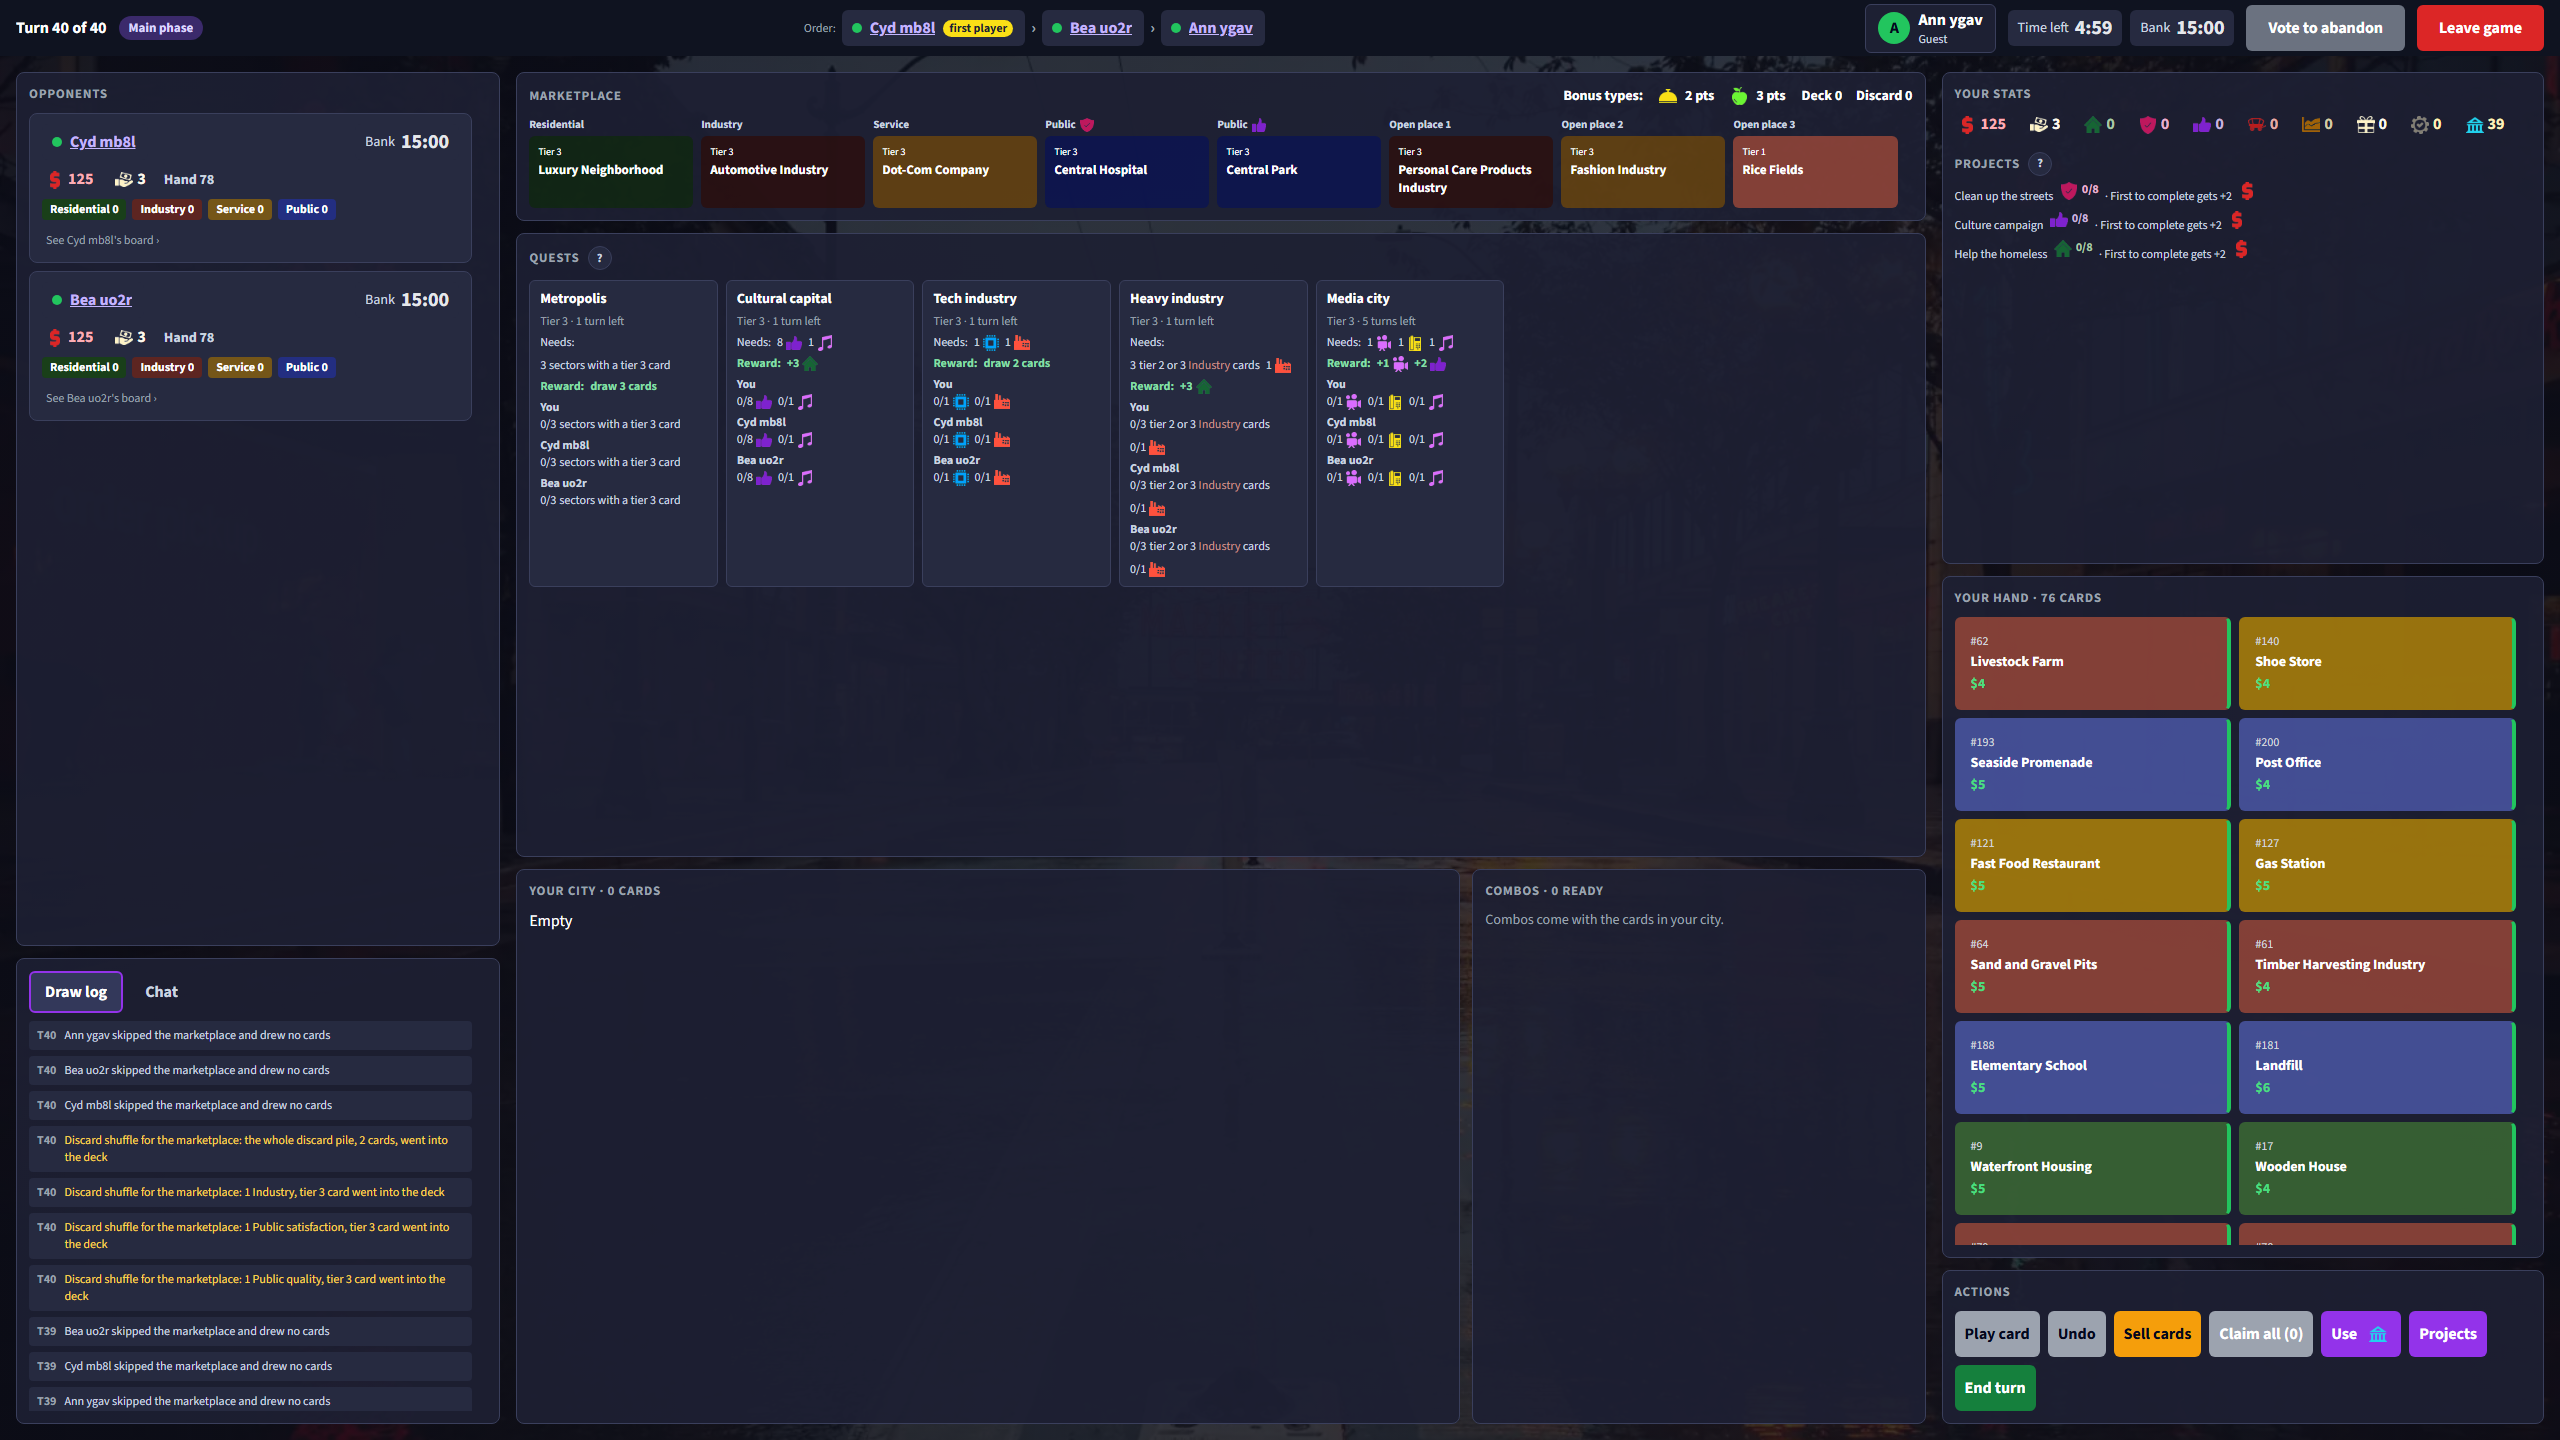 Turn 40 of 40 Main phase
Order: Cyd mb8l first player › Bea uo2r › Ann ygav
A Ann ygav
Guest
Time left 4:59
Bank 15:00
Vote to abandon
Leave game
OPPONENTS
Cyd mb8l Bank 15:00
125 3 Hand 78
Residential 0 Industry 0 Service 0 Public 0
See Cyd mb8l's board ›
Bea uo2r Bank 15:00
125 3 Hand 78
Residential 0 Industry 0 Service 0 Public 0
See Bea uo2r's board ›
Draw log Chat
T40 Ann ygav skipped the marketplace and drew no cards
T40 Bea uo2r skipped the marketplace and drew no cards
T40 Cyd mb8l skipped the marketplace and drew no cards
T40 Discard shuffle for the marketplace: the whole discard pile, 2 cards, went into
the deck
T40 Discard shuffle for the marketplace: 1 Industry, tier 3 card went into the deck
T40 Discard shuffle for the marketplace: 1 Public satisfaction, tier 3 card went into
the deck
T40 Discard shuffle for the marketplace: 1 Public quality, tier 3 card went into the
deck
T39 Bea uo2r skipped the marketplace and drew no cards
T39 Cyd mb8l skipped the marketplace and drew no cards
T39 Ann ygav skipped the marketplace and drew no cards
MARKETPLACE
Bonus types: 2 pts 3 pts Deck 0 Discard 0
Residential
Tier 3
Luxury Neighborhood
Industry
Tier 3
Automotive Industry
Service
Tier 3
Dot-Com Company
Public
Tier 3
Central Hospital
Public
Tier 3
Central Park
Open place 1
Tier 3
Personal Care Products
Industry
Open place 2
Tier 3
Fashion Industry
Open place 3
Tier 1
Rice Fields
QUESTS ?
Metropolis
Tier 3 · 1 turn left
Needs:
3 sectors with a tier 3 card
Reward: draw 3 cards
You
0/3 sectors with a tier 3 card
Cyd mb8l
0/3 sectors with a tier 3 card
Bea uo2r
0/3 sectors with a tier 3 card
Cultural capital
Tier 3 · 1 turn left
Needs: 8 1
Reward: +3
You
0/8 0/1
Cyd mb8l
0/8 0/1
Bea uo2r
0/8 0/1
Tech industry
Tier 3 · 1 turn left
Needs: 1 1
Reward: draw 2 cards
You
0/1 0/1
Cyd mb8l
0/1 0/1
Bea uo2r
0/1 0/1
Heavy industry
Tier 3 · 1 turn left
Needs:
3 tier 2 or 3 Industry cards 1
Reward: +3
You
0/3 tier 2 or 3 Industry cards
0/1
Cyd mb8l
0/3 tier 2 or 3 Industry cards
0/1
Bea uo2r
0/3 tier 2 or 3 Industry cards
0/1
Media city
Tier 3 · 5 turns left
Needs: 1 1 1
Reward: +1 +2
You
0/1 0/1 0/1
Cyd mb8l
0/1 0/1 0/1
Bea uo2r
0/1 0/1 0/1
YOUR CITY · 0 CARDS
Empty
COMBOS · 0 READY
Combos come with the cards in your city.
YOUR STATS
125 3 0 0 0 0 0 0 0 39
PROJECTS ?
Clean up the streets 0/8 · First to complete gets +2
Culture campaign 0/8 · First to complete gets +2
Help the homeless 0/8 · First to complete gets +2
YOUR HAND · 76 CARDS
#62
Livestock Farm
$4
#140
Shoe Store
$4
#193
Seaside Promenade
$5
#200
Post Office
$4
#121
Fast Food Restaurant
$5
#127
Gas Station
$5
#64
Sand and Gravel Pits
$5
#61
Timber Harvesting Industry
$4
#188
Elementary School
$5
#181
Landfill
$6
#9
Waterfront Housing
$5
#17
Wooden House
$4
ACTIONS
Play card
Undo
Sell cards
Claim all (0)
Use
Projects
End turn